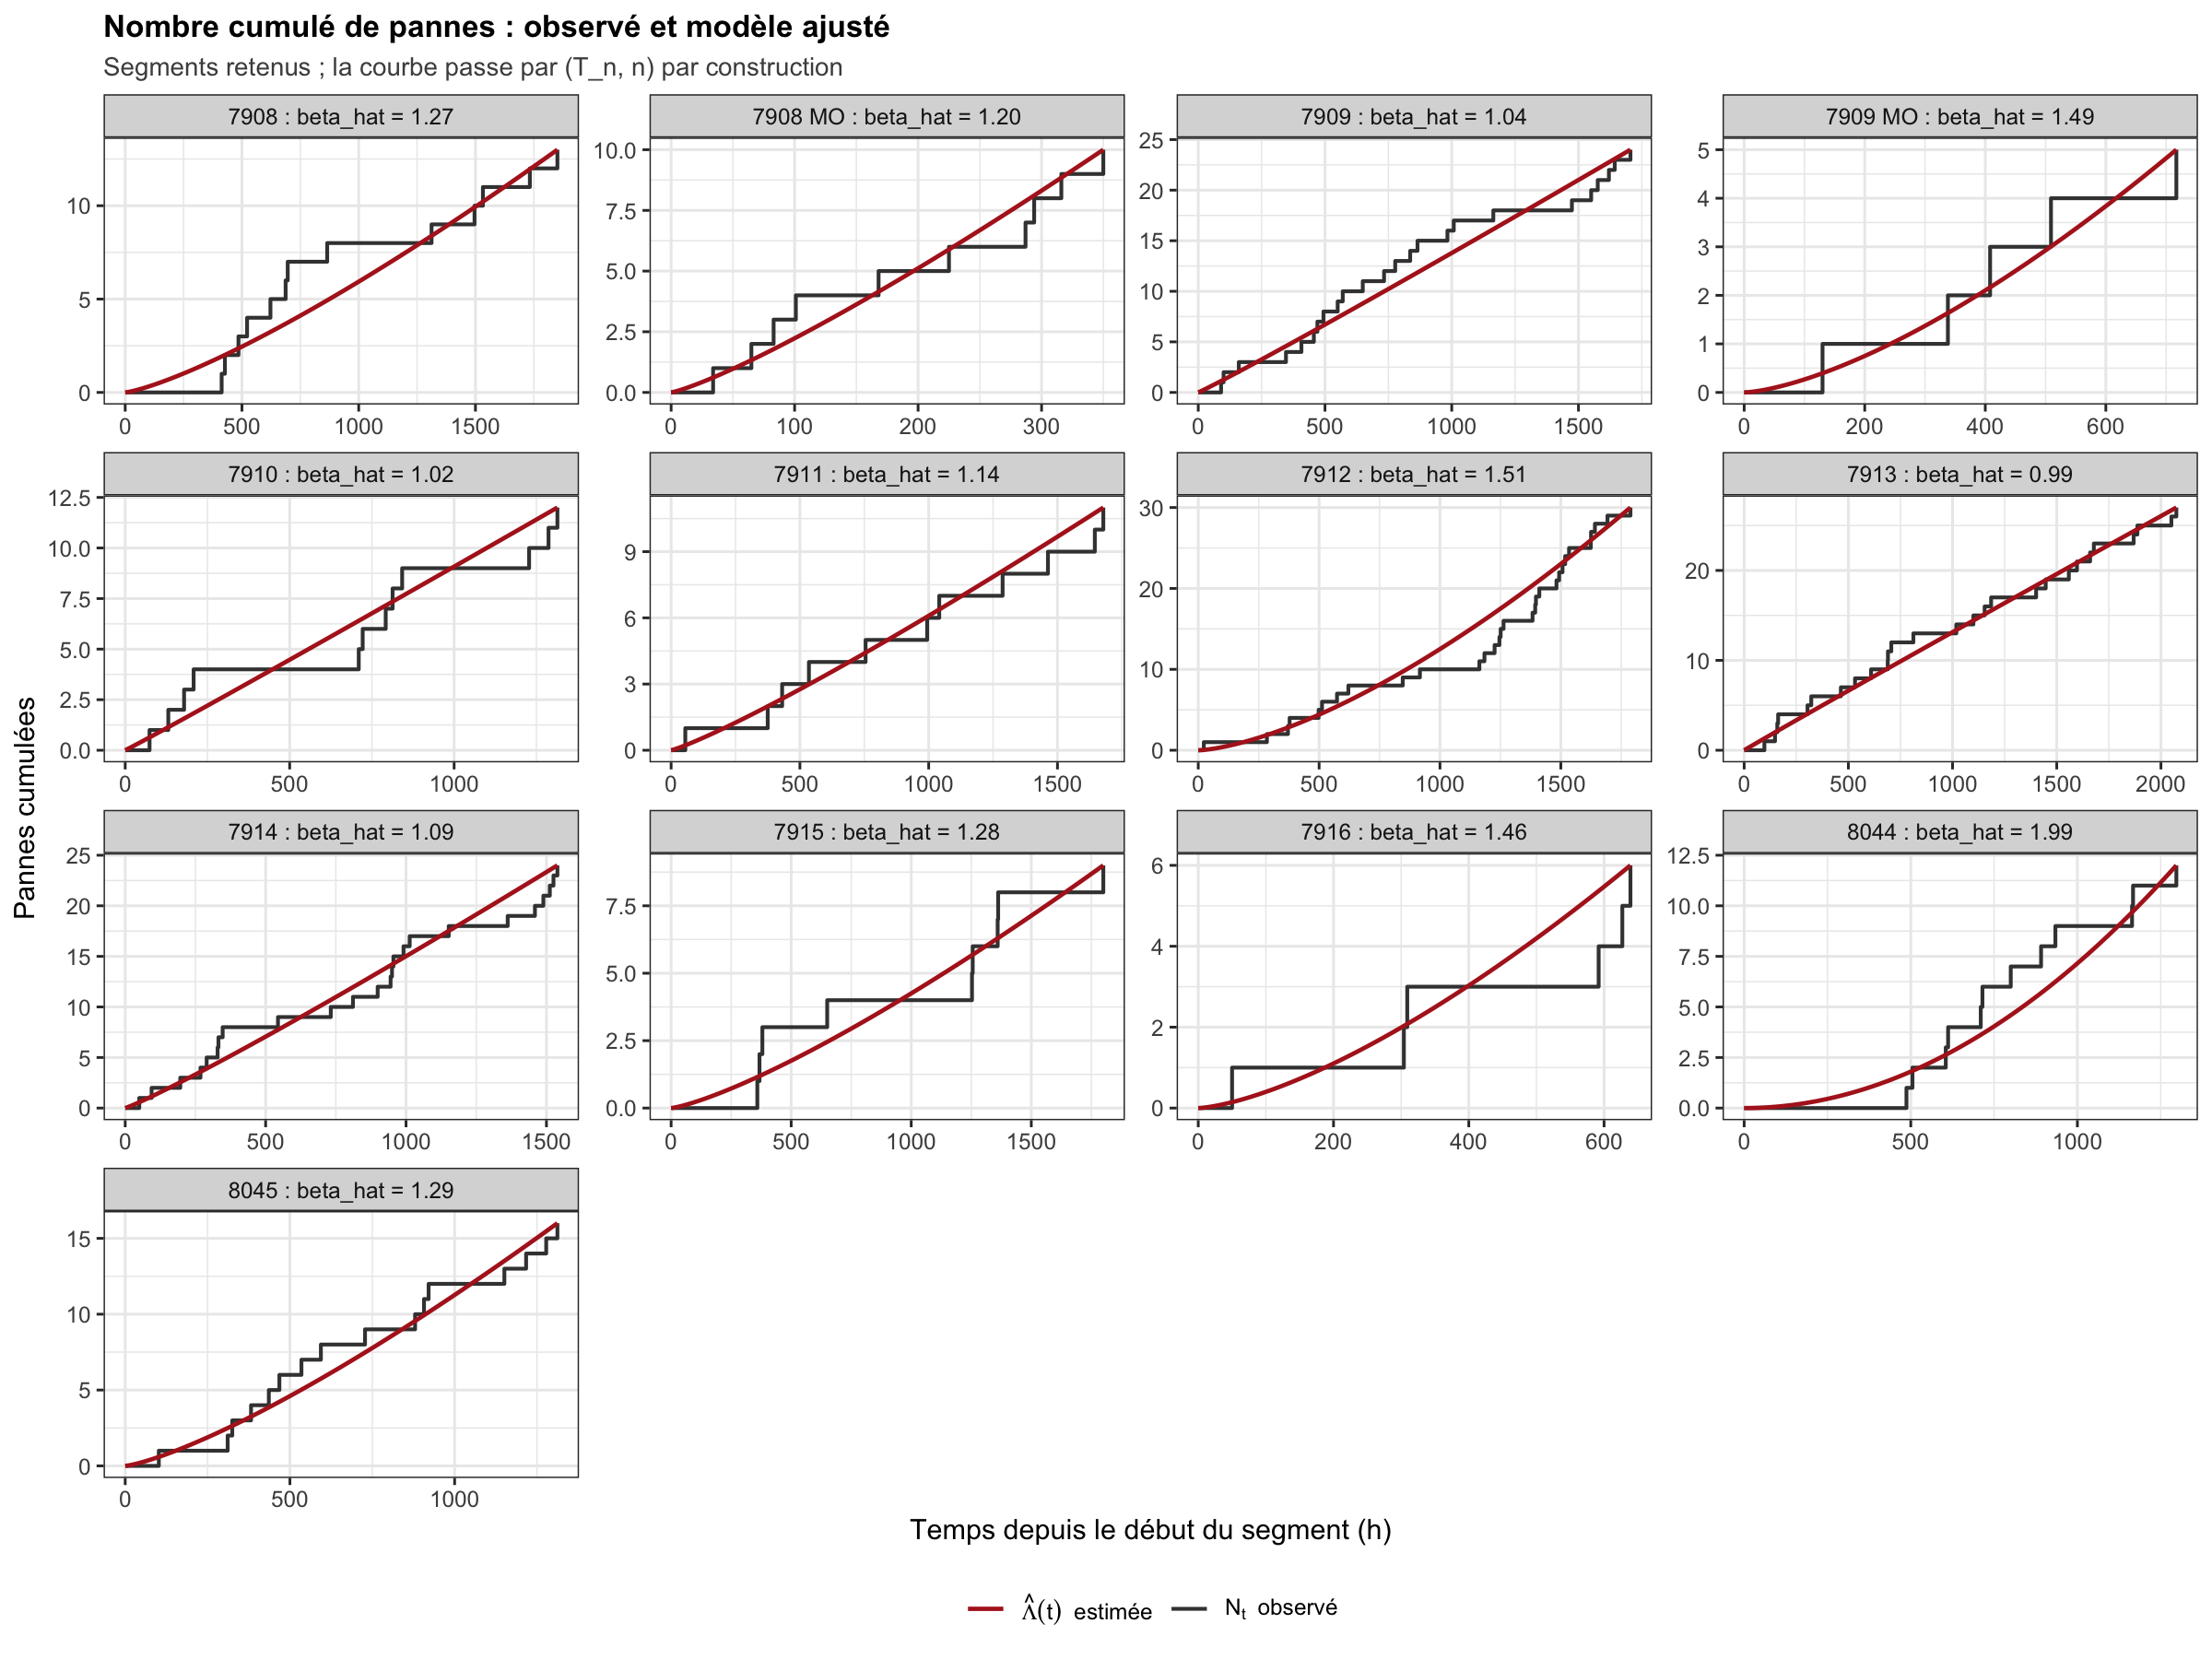 Nombre cumulé de pannes : observé et modèle ajusté
Segments retenus ; la courbe passe par (T_n, n) par construction
7908 : beta_hat = 1.27
7908 MO : beta_hat = 1.20
7909 : beta_hat = 1.04
7909 MO : beta_hat = 1.49
10
5
0
0 500 1000 1500
10.0
7.5
5.0
2.5
0.0
0 100 200 300
25
20
15
10
5
0
0 500 1000 1500
5
4
3
2
1
0
0 200 400 600
7910 : beta_hat = 1.02
7911 : beta_hat = 1.14
7912 : beta_hat = 1.51
7913 : beta_hat = 0.99
12.5
10.0
7.5
5.0
2.5
0.0
0 500 1000
9
6
3
0
0 500 1000 1500
30
20
10
0
0 500 1000 1500
20
10
0
0 500 1000 1500 2000
Pannes cumulées
7914 : beta_hat = 1.09
7915 : beta_hat = 1.28
7916 : beta_hat = 1.46
8044 : beta_hat = 1.99
25
20
15
10
5
0
0 500 1000 1500
7.5
5.0
2.5
0.0
0 500 1000 1500
6
4
2
0
0 200 400 600
12.5
10.0
7.5
5.0
2.5
0.0
0 500 1000
8045 : beta_hat = 1.29
15
10
5
0
0 500 1000
Temps depuis le début du segment (h)
Λ̂(t) estimée
Nₜ observé